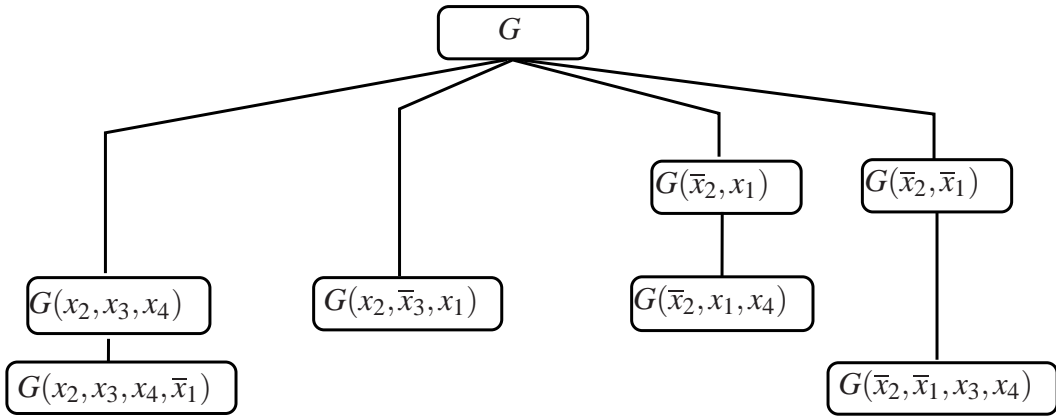 G
G(x̅₂, x₁)
G(x̅₂, x̅₁)
G(x₂, x₃, x₄)
G(x₂, x̅₃, x₁)
G(x̅₂, x₁, x₄)
G(x₂, x₃, x₄, x̅₁)
G(x̅₂, x̅₁, x₃, x₄)